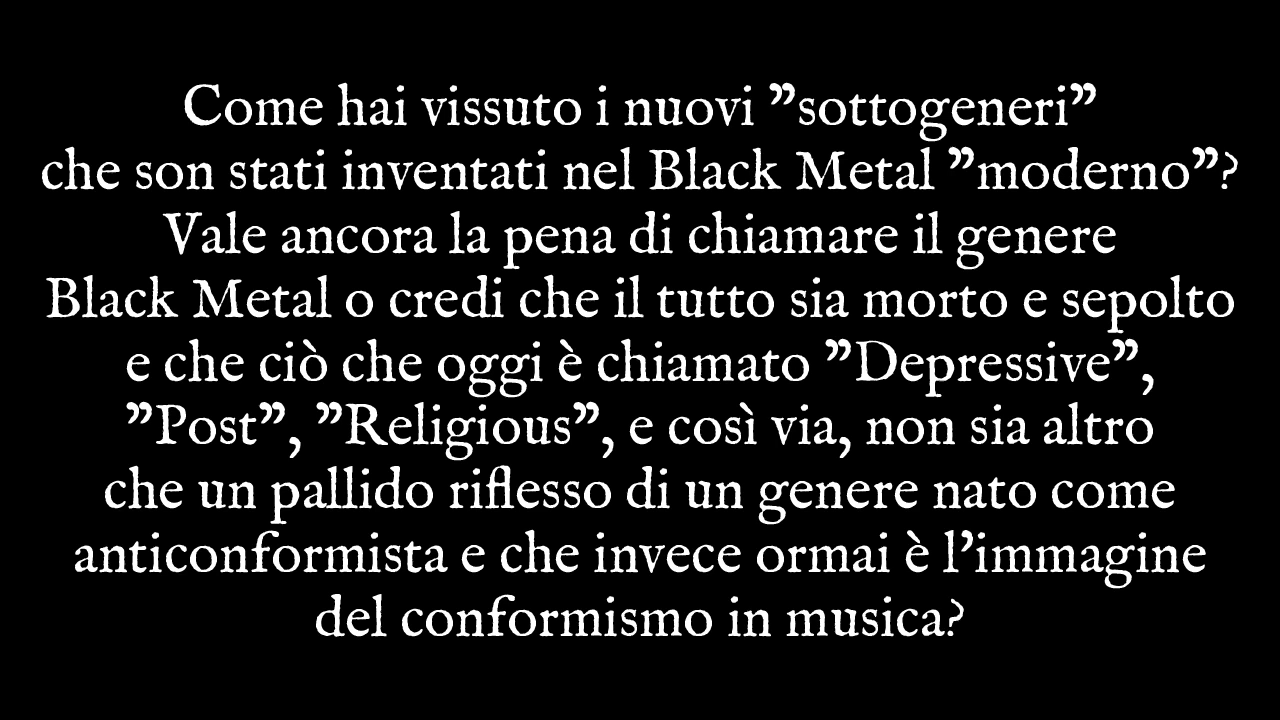 Come hai vissuto i nuovi ”sottogeneri”
che son stati inventati nel Black Metal ”moderno”?
Vale ancora la pena di chiamare il genere
Black Metal o credi che il tutto sia morto e sepolto
e che ciò che oggi è chiamato ”Depressive”,
”Post”, ”Religious”, e così via, non sia altro
che un pallido riflesso di un genere nato come
anticonformista e che invece ormai è l’immagine
del conformismo in musica?